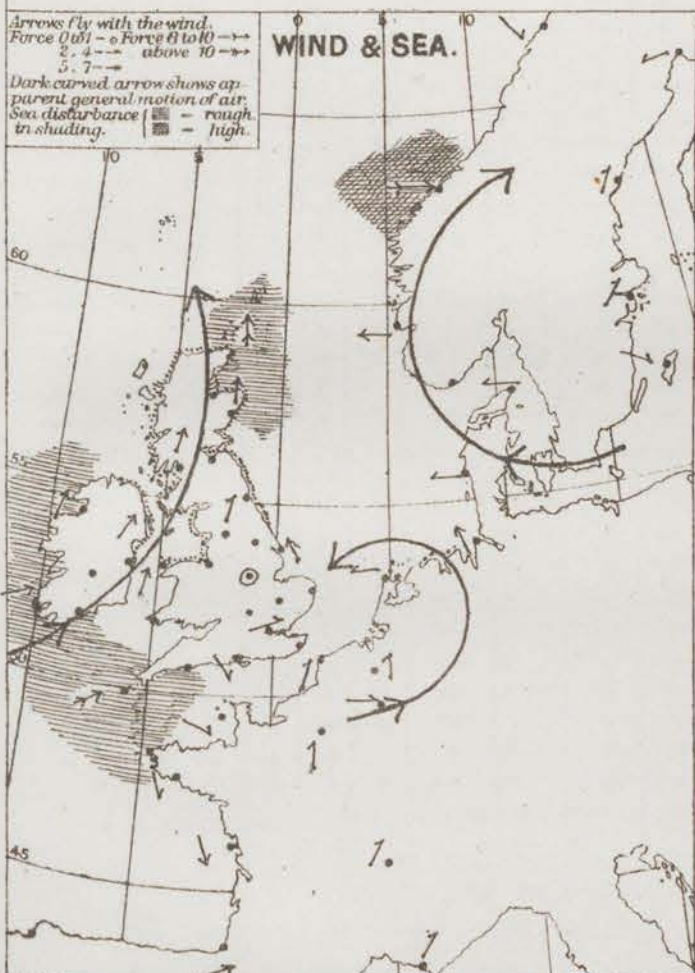 Arrows fly with the wind.
Force 0 to 1 – o Force 8 to 10
2 . 4 – above 10
5 . 7 –
Dark curved arrow shows ap-
parent general motion of air.
Sea disturbance – rough.
in shading. – high.
WIND & SEA.
0 5 10
10 5
60
55
50
45